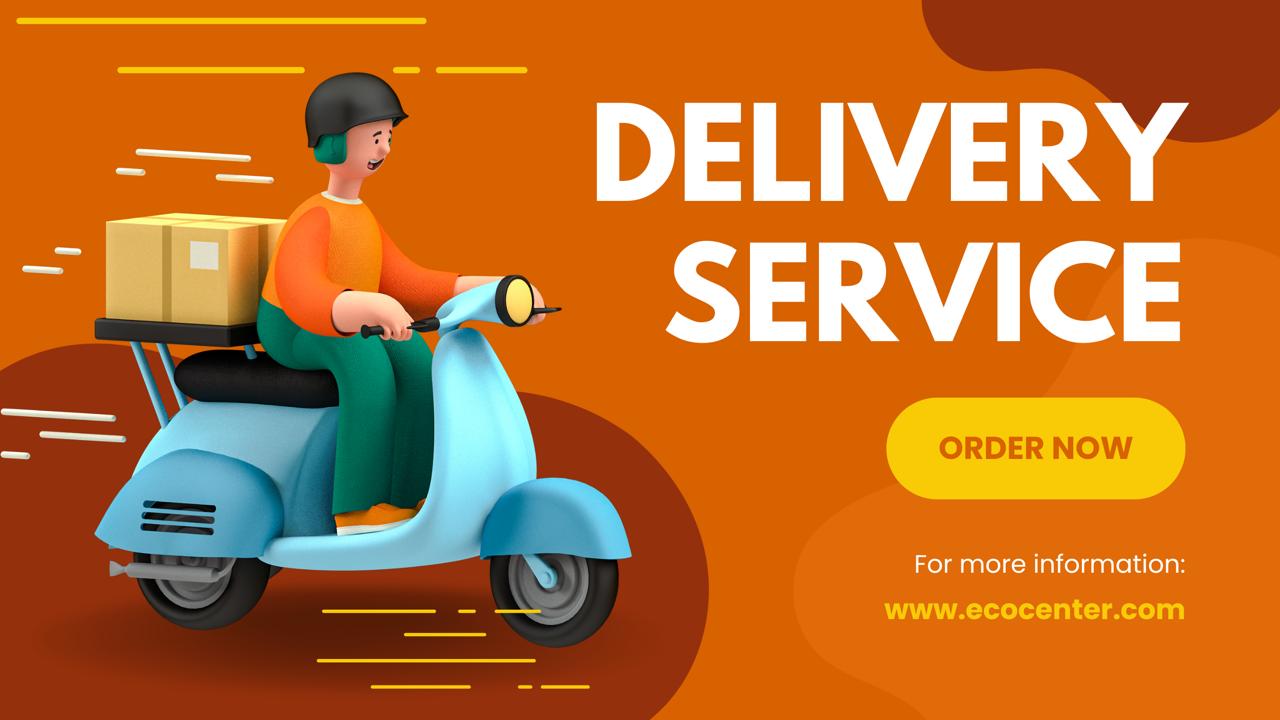 DELIVERY
SERVICE
ORDER NOW
For more information:
www.ecocenter.com